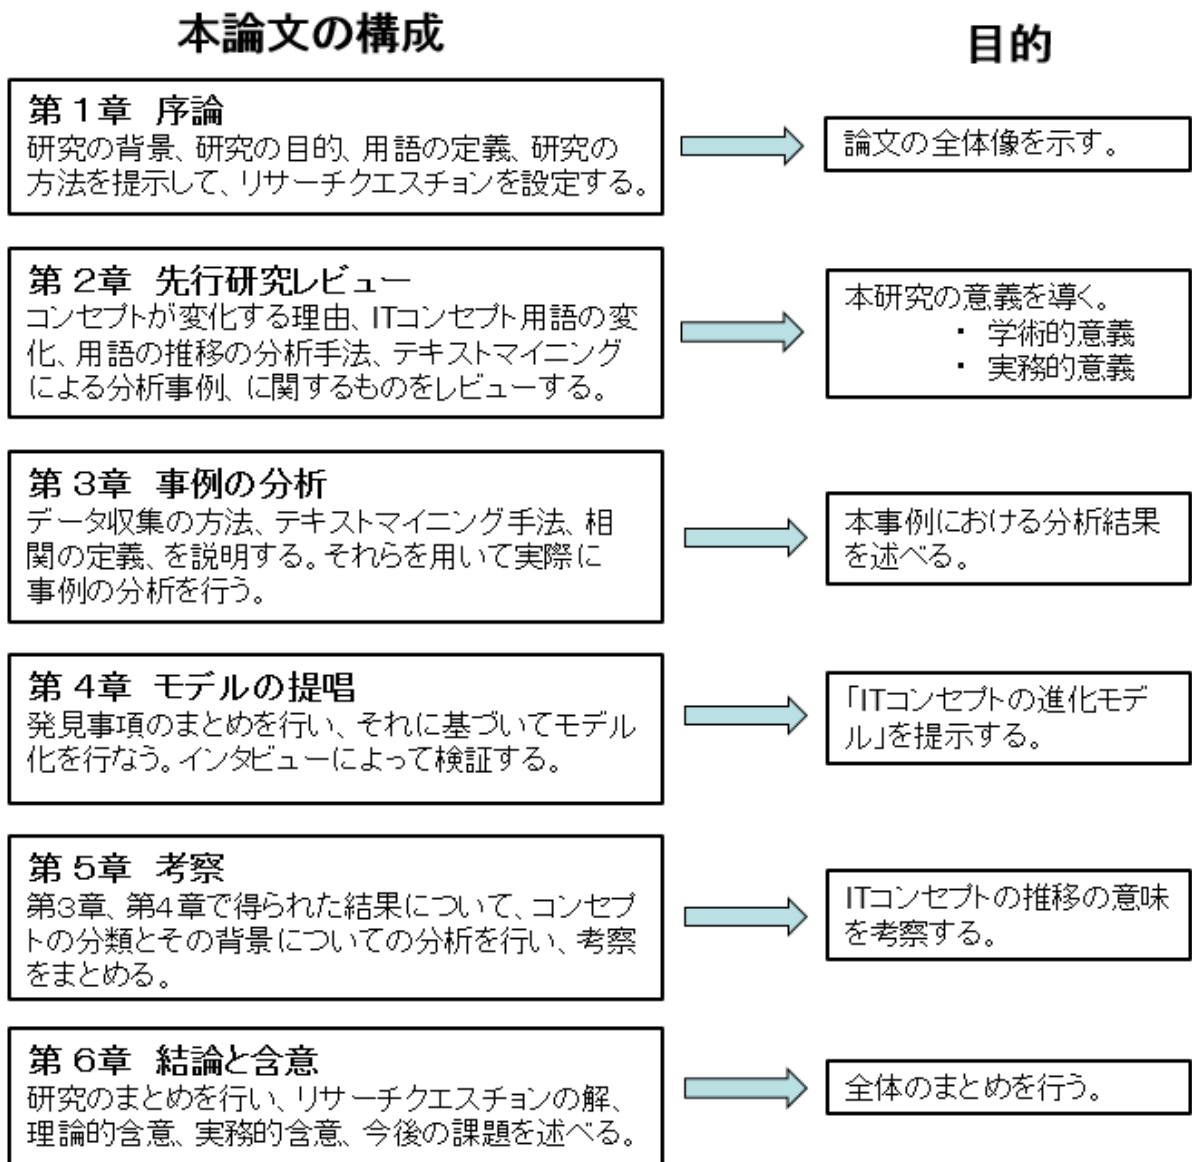 本論文の構成
目的
第1章 序論
研究の背景、研究の目的、用語の定義、研究の
方法を提示して、リサーチクエスチョンを設定する。
論文の全体像を示す。
第2章 先行研究レビュー
コンセプトが変化する理由、ITコンセプト用語の変
化、用語の推移の分析手法、テキストマイニング
による分析事例、に関するものをレビューする。
本研究の意義を導く。
・ 学術的意義
・ 実務的意義
第3章 事例の分析
データ収集の方法、テキストマイニング手法、相
関の定義、を説明する。それらを用いて実際に
事例の分析を行う。
本事例における分析結果
を述べる。
第4章 モデルの提唱
発見事項のまとめを行い、それに基づいてモデル
化を行なう。インタビューによって検証する。
「ITコンセプトの進化モデ
ル」を提示する。
第5章 考察
第3章、第4章で得られた結果について、コンセプ
トの分類とその背景についての分析を行い、考察
をまとめる。
ITコンセプトの推移の意味
を考察する。
第6章 結論と含意
研究のまとめを行い、リサーチクエスチョンの解、
理論的含意、実務的含意、今後の課題を述べる。
全体のまとめを行う。